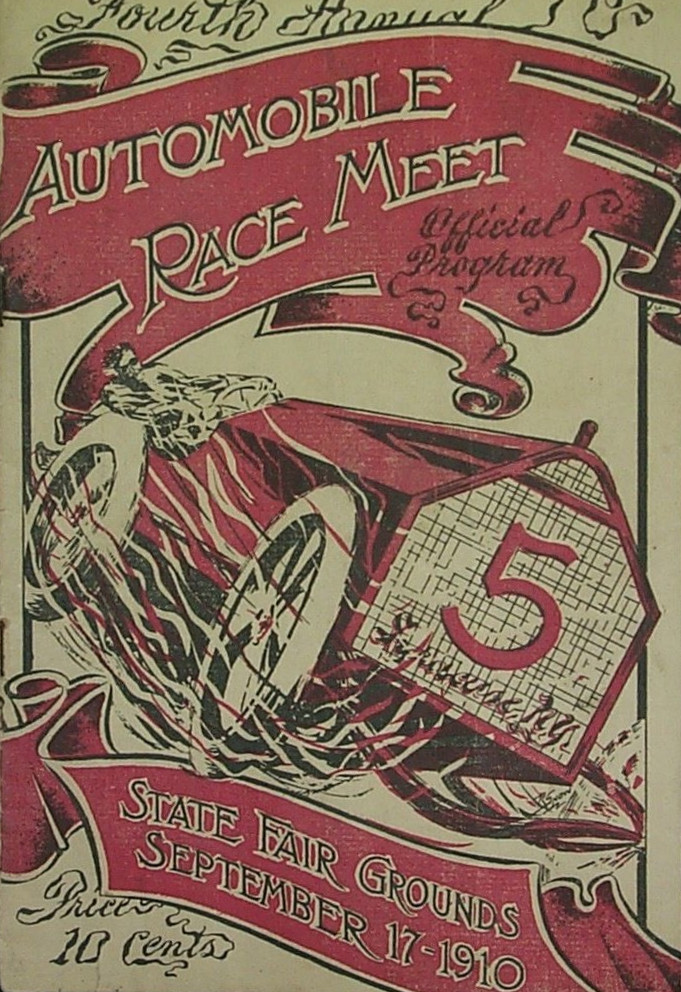 Fourth Annual
AUTOMOBILE
RACE MEET
Official
Program
5
Syracuse, N.Y.
STATE FAIR GROUNDS
SEPTEMBER 17-1910
Price
10 Cents